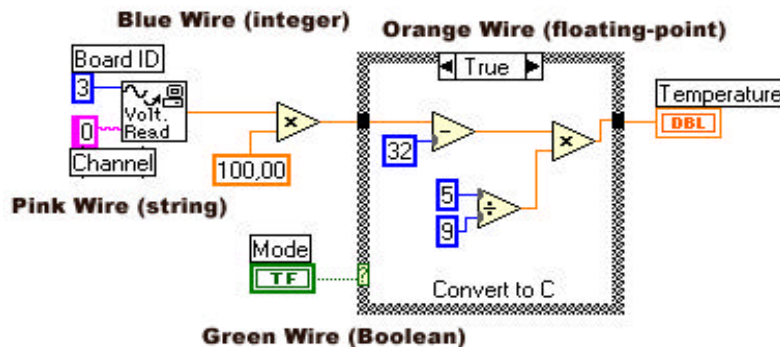 Blue Wire (integer)
Orange Wire (floating-point)
Board ID
True
3
Volt.
Read
Temperature
DBL
0
×
32
−
×
Channel
100,00
5
÷
9
Pink Wire (string)
Mode
TF
?
Convert to C
Green Wire (Boolean)